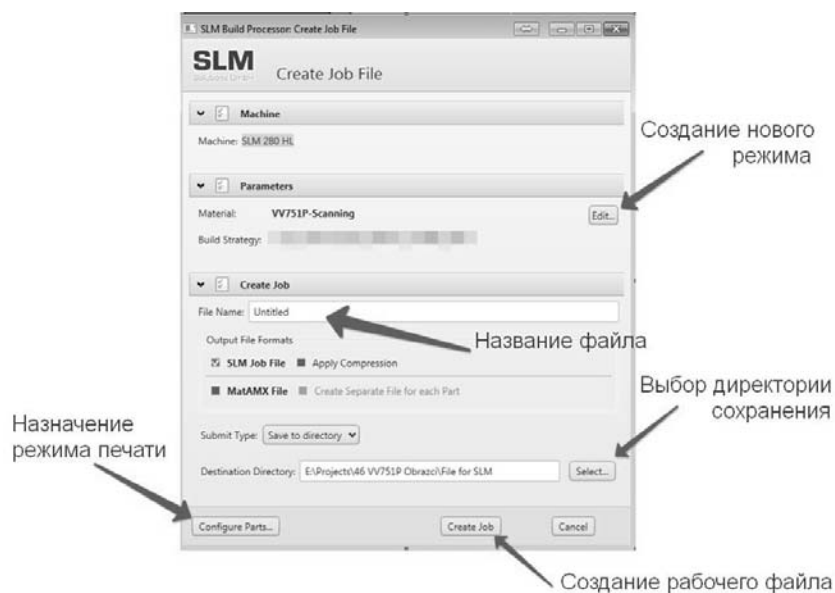 SLM Build Processor: Create Job File
SLM
Create Job File
Machine
Machine: SLM 280 HL
Создание нового
режима
Parameters
Material: VV751P-Scanning
Edit...
Build Strategy:
Create Job
File Name: Untitled
Название файла
Output File Formats
SLM Job File Apply Compression
MatAMX File Create Separate File for each Part
Выбор директории
сохранения
Назначение
режима печати
Submit Type: Save to directory
Destination Directory: E:\Projects\46 VV751P Obrazci\File for SLM
Select...
Configure Parts...
Create Job
Cancel
Создание рабочего файла